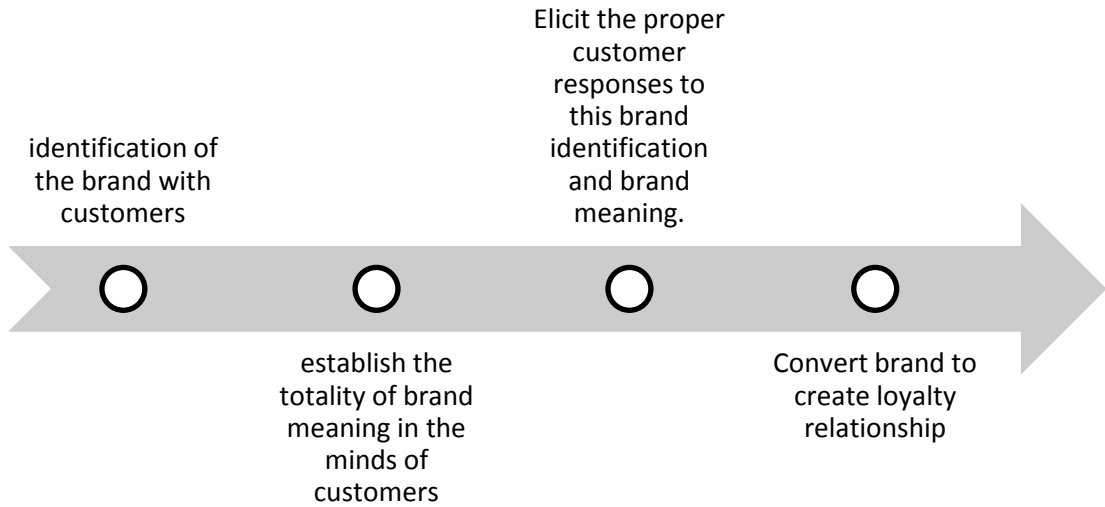 identification of
the brand with
customers
establish the
totality of brand
meaning in the
minds of
customers
Elicit the proper
customer
responses to
this brand
identification
and brand
meaning.
Convert brand to
create loyalty
relationship